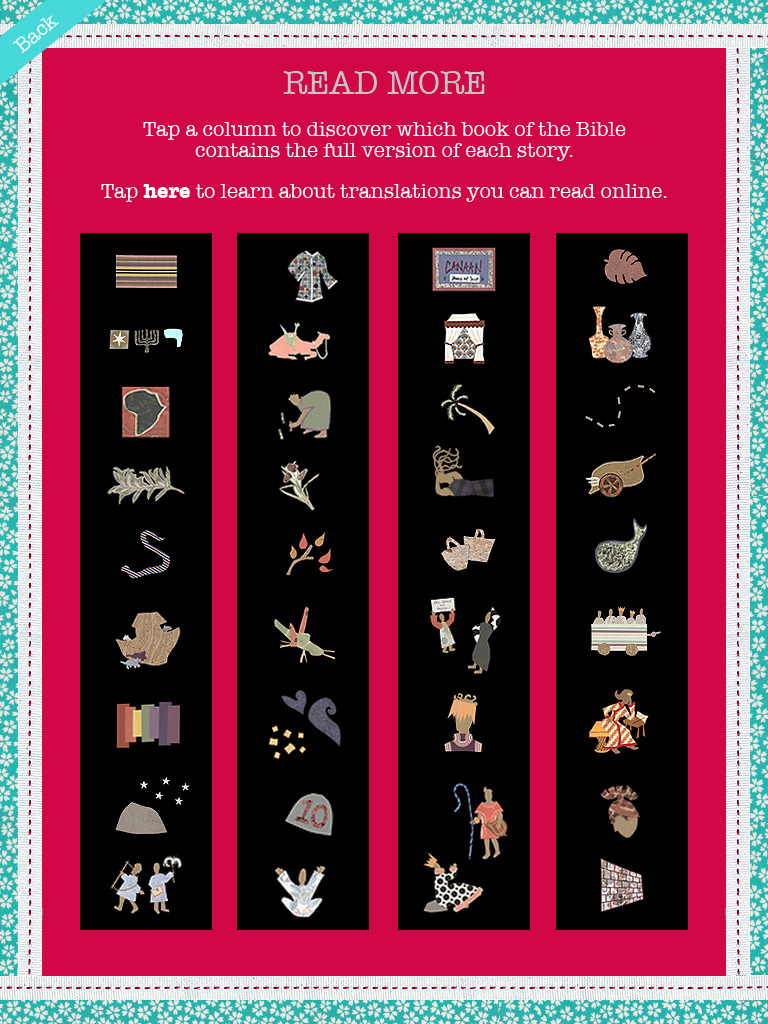 Back
READ MORE
Tap a column to discover which book of the Bible
contains the full version of each story.
Tap here to learn about translations you can read online.
CANAAN
10